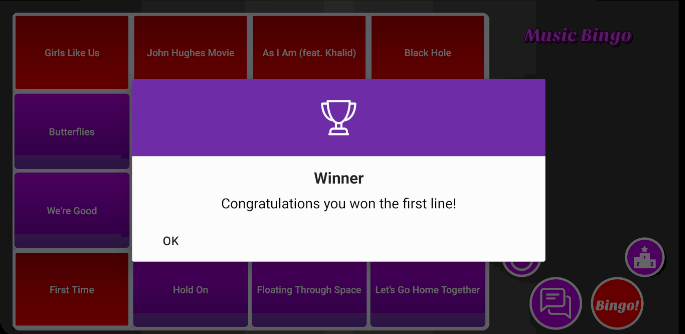 Girls Like Us
John Hughes Movie
As I Am (feat. Khalid)
Black Hole
Music Bingo
Butterflies
Winner
Congratulations you won the first line!
We're Good
OK
First Time
Hold On
Floating Through Space
Let's Go Home Together
Bingo!